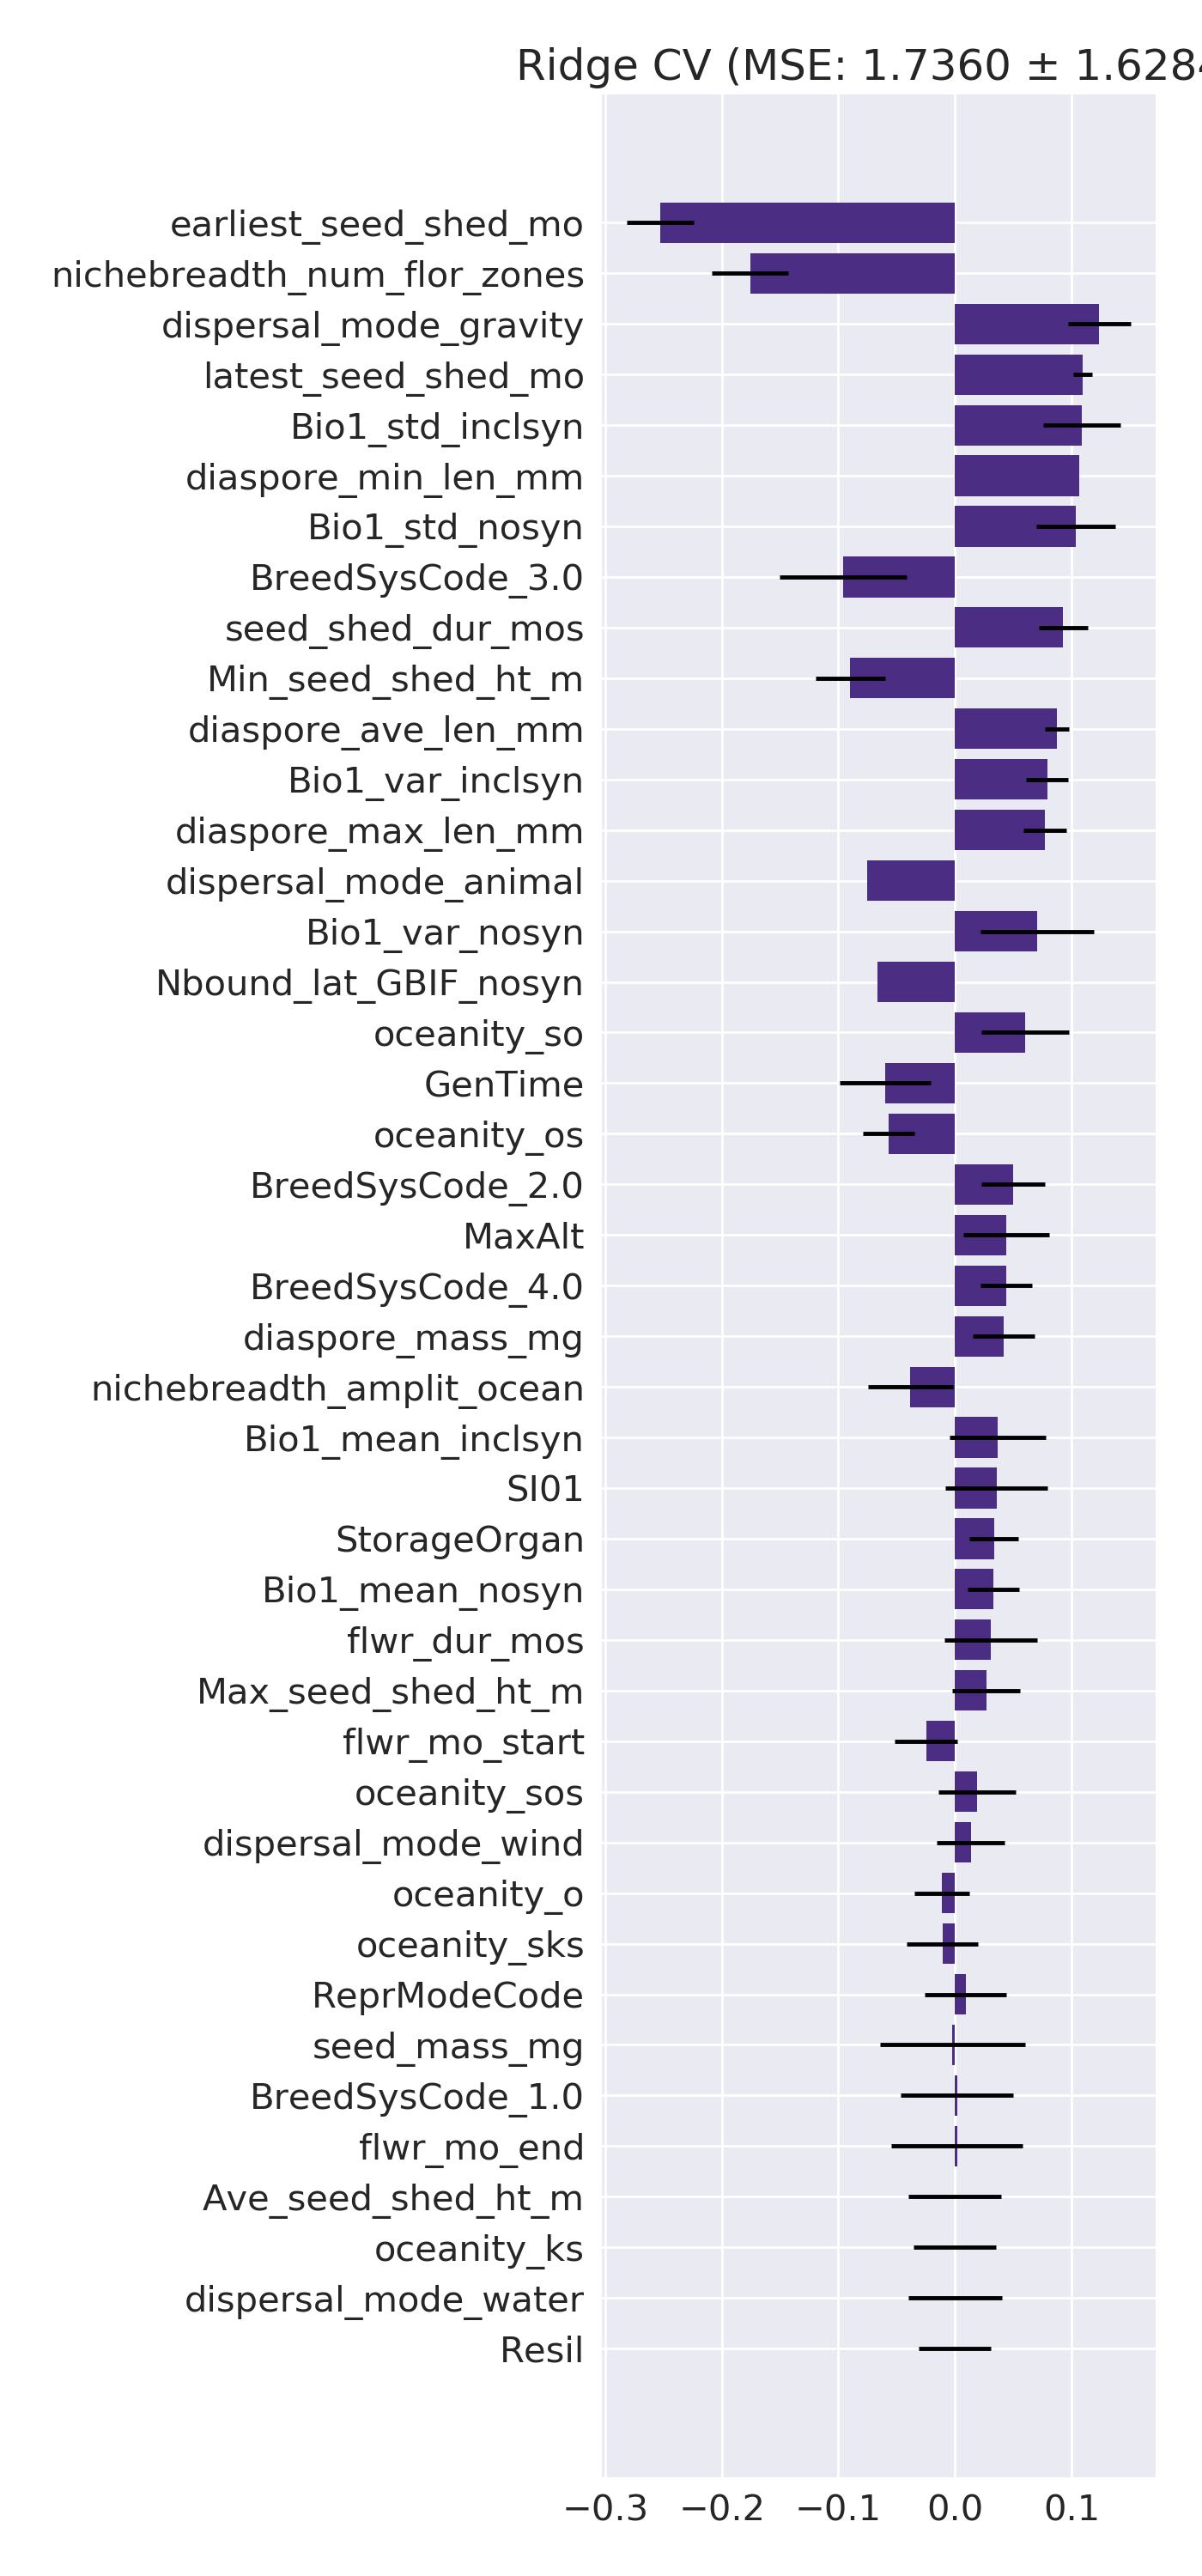 Ridge CV (MSE: 1.7360 ± 1.628
earliest_seed_shed_mo
nichebreadth_num_flor_zones
dispersal_mode_gravity
latest_seed_shed_mo
Bio1_std_inclsyn
diaspore_min_len_mm
Bio1_std_nosyn
BreedSysCode_3.0
seed_shed_dur_mos
Min_seed_shed_ht_m
diaspore_ave_len_mm
Bio1_var_inclsyn
diaspore_max_len_mm
dispersal_mode_animal
Bio1_var_nosyn
Nbound_lat_GBIF_nosyn
oceanity_so
GenTime
oceanity_os
BreedSysCode_2.0
MaxAlt
BreedSysCode_4.0
diaspore_mass_mg
nichebreadth_amplit_ocean
Bio1_mean_inclsyn
SI01
StorageOrgan
Bio1_mean_nosyn
flwr_dur_mos
Max_seed_shed_ht_m
flwr_mo_start
oceanity_sos
dispersal_mode_wind
oceanity_o
oceanity_sks
ReprModeCode
seed_mass_mg
BreedSysCode_1.0
flwr_mo_end
Ave_seed_shed_ht_m
oceanity_ks
dispersal_mode_water
Resil
−0.3 −0.2 −0.1 0.0 0.1